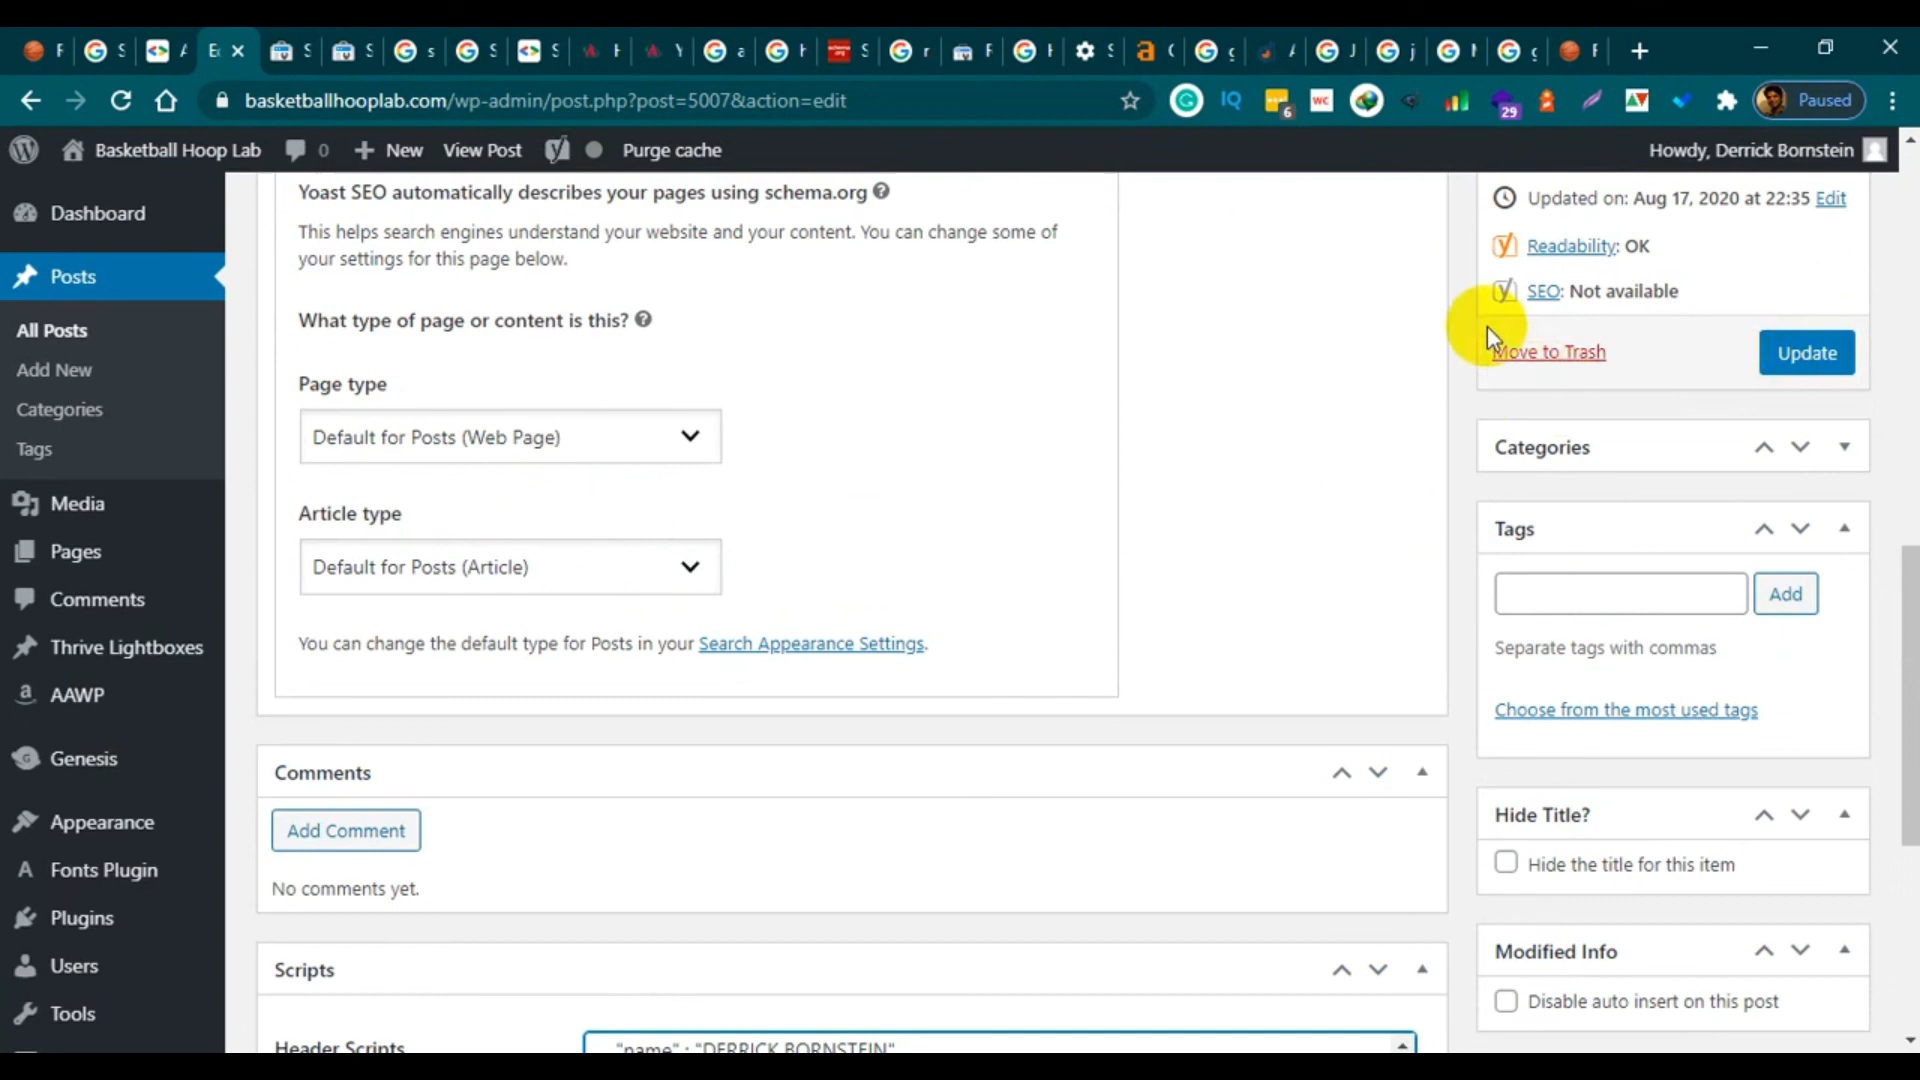 F
S
A
Ec
S
S
S
S
S
H
Y
a
h
S
r
F
H
S
C
g
A
J
j
N
g
F
basketballhooplab.com/wp-admin/post.php?post=5007&action=edit
IQ
6
WC
29
Paused
Basketball Hoop Lab
0
New
View Post
Purge cache
Howdy, Derrick Bornstein
Dashboard
Posts
All Posts
Add New
Categories
Tags
Media
Pages
Comments
Thrive Lightboxes
AAWP
Genesis
Appearance
Fonts Plugin
Plugins
Users
Tools
Yoast SEO automatically describes your pages using schema.org
This helps search engines understand your website and your content. You can change some of
your settings for this page below.
What type of page or content is this?
Page type
Default for Posts (Web Page)
Article type
Default for Posts (Article)
You can change the default type for Posts in your Search Appearance Settings.
Comments
Add Comment
No comments yet.
Scripts
Header Scripts
"name" : "DERRICK BORNSTEIN"
Updated on: Aug 17, 2020 at 22:35 Edit
Readability: OK
SEO: Not available
Move to Trash
Update
Categories
Tags
Add
Separate tags with commas
Choose from the most used tags
Hide Title?
Hide the title for this item
Modified Info
Disable auto insert on this post